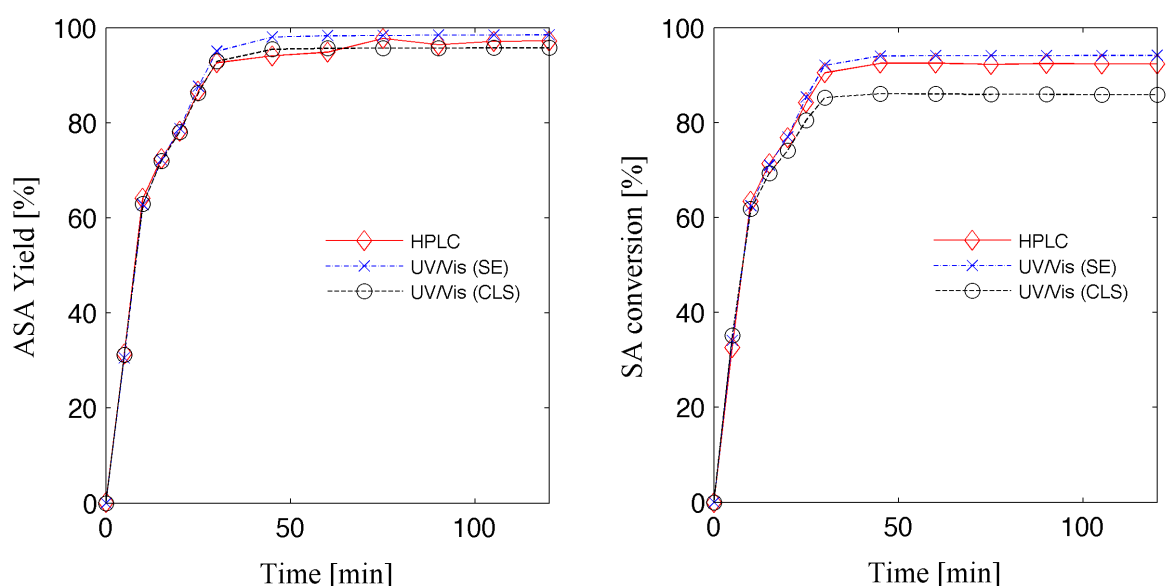 ASA Yield [%]
100
80
60
40
20
0
0
50
100
Time [min]
HPLC
UV/Vis (SE)
UV/Vis (CLS)
SA conversion [%]
100
80
60
40
20
0
0
50
100
Time [min]
HPLC
UV/Vis (SE)
UV/Vis (CLS)